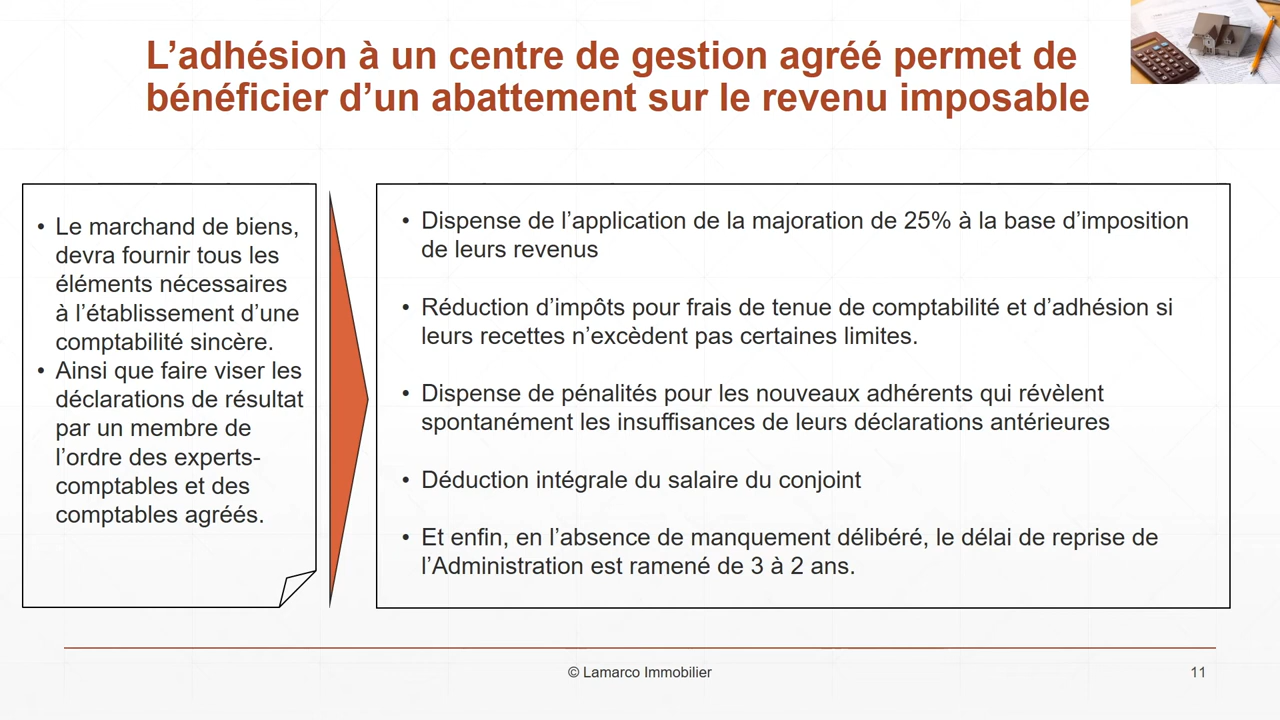 L’adhésion à un centre de gestion agréé permet de
bénéficier d’un abattement sur le revenu imposable
• Le marchand de biens,
devra fournir tous les
éléments nécessaires
à l’établissement d’une
comptabilité sincère.
• Ainsi que faire viser les
déclarations de résultat
par un membre de
l’ordre des experts-
comptables et des
comptables agréés.
• Dispense de l’application de la majoration de 25% à la base d’imposition
de leurs revenus
• Réduction d’impôts pour frais de tenue de comptabilité et d’adhésion si
leurs recettes n’excèdent pas certaines limites.
• Dispense de pénalités pour les nouveaux adhérents qui révèlent
spontanément les insuffisances de leurs déclarations antérieures
• Déduction intégrale du salaire du conjoint
• Et enfin, en l’absence de manquement délibéré, le délai de reprise de
l’Administration est ramené de 3 à 2 ans.
© Lamarco Immobilier
11